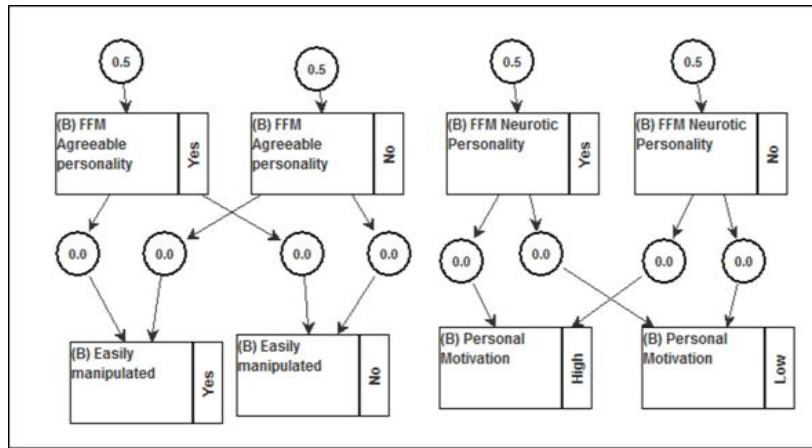 0.5
0.5
0.5
0.5
(B) FFM
Agreeable
personality
Yes
(B) FFM
Agreeable
personality
No
(B) FFM Neurotic
Personality
Yes
(B) FFM Neurotic
Personality
No
0.0
0.0
0.0
0.0
0.0
0.0
0.0
0.0
(B) Easily
manipulated
Yes
(B) Easily
manipulated
No
(B) Personal
Motivation
High
(B) Personal
Motivation
Low